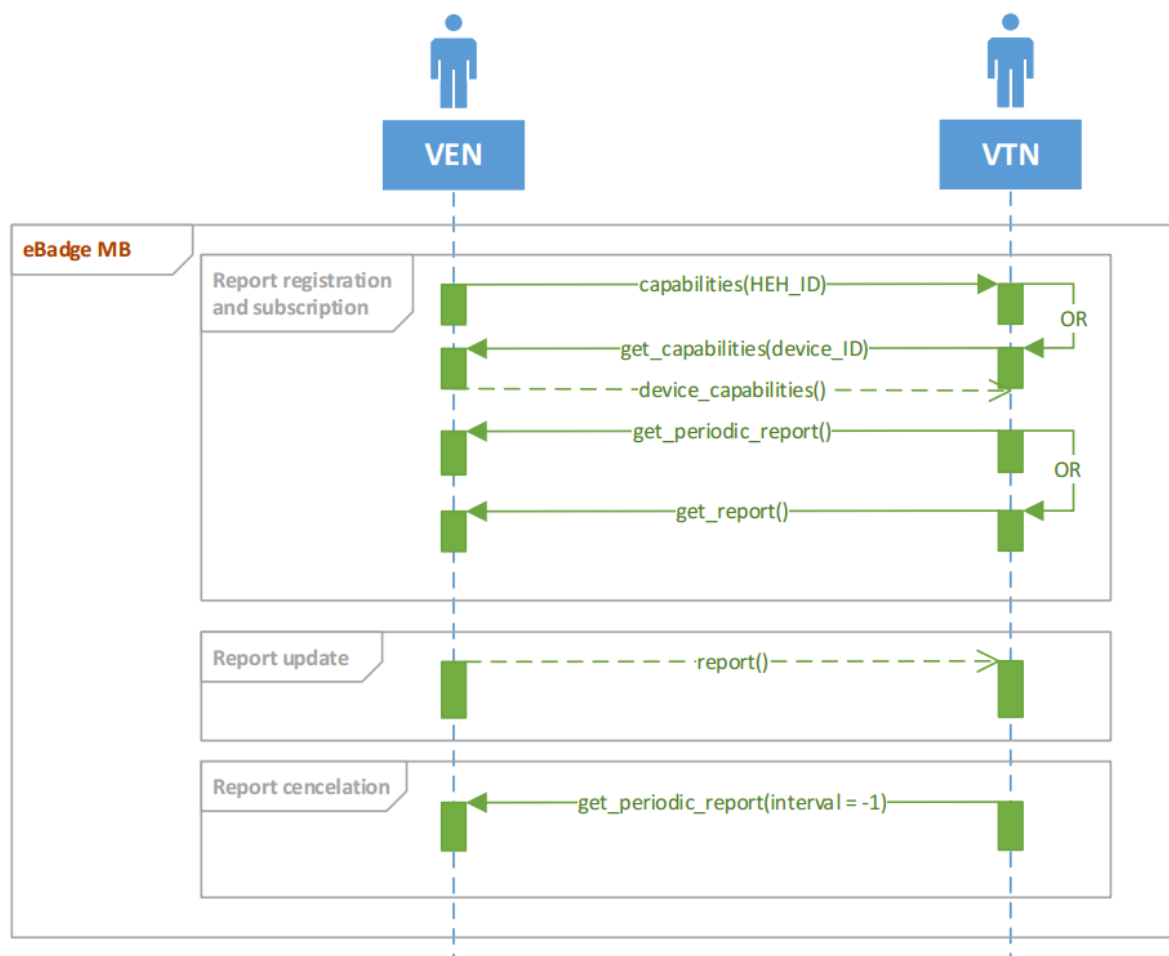 VEN
VTN
eBadge MB
Report registration
and subscription
capabilities(HEH_ID)
OR
get_capabilities(device_ID)
device_capabilities()
get_periodic_report()
OR
get_report()
Report update
report()
Report cencelation
get_periodic_report(interval = -1)